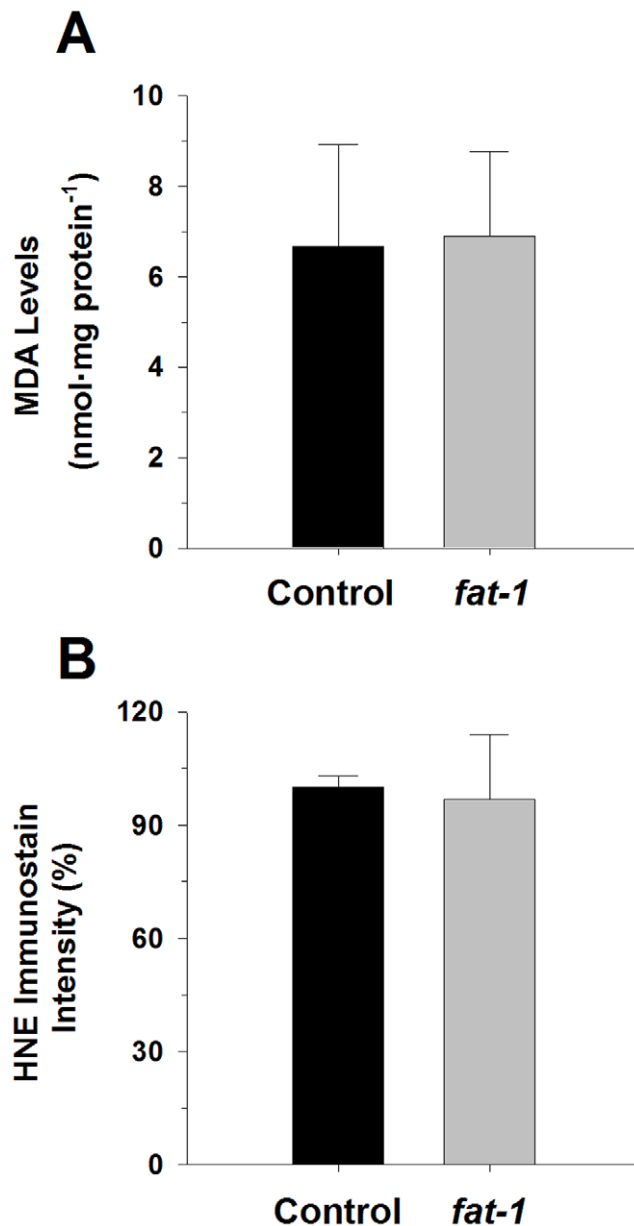 A
10
8
6
4
2
0
MDA Levels
(nmol·mg protein⁻¹)
Control fat-1
B
120
90
60
30
0
HNE Immunostain
Intensity (%)
Control fat-1